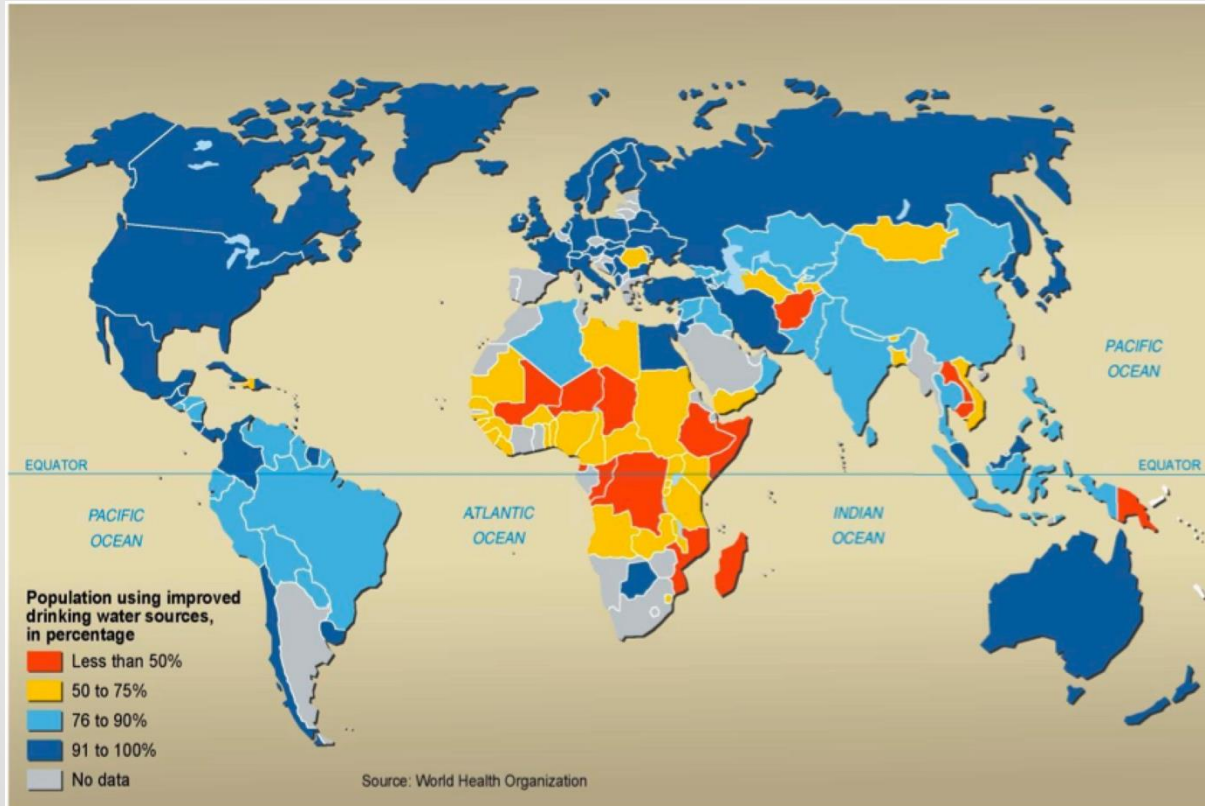 EQUATOR
EQUATOR
PACIFIC
OCEAN
PACIFIC
OCEAN
ATLANTIC
OCEAN
INDIAN
OCEAN
Population using improved
drinking water sources,
in percentage
Less than 50%
50 to 75%
76 to 90%
91 to 100%
No data
Source: World Health Organization